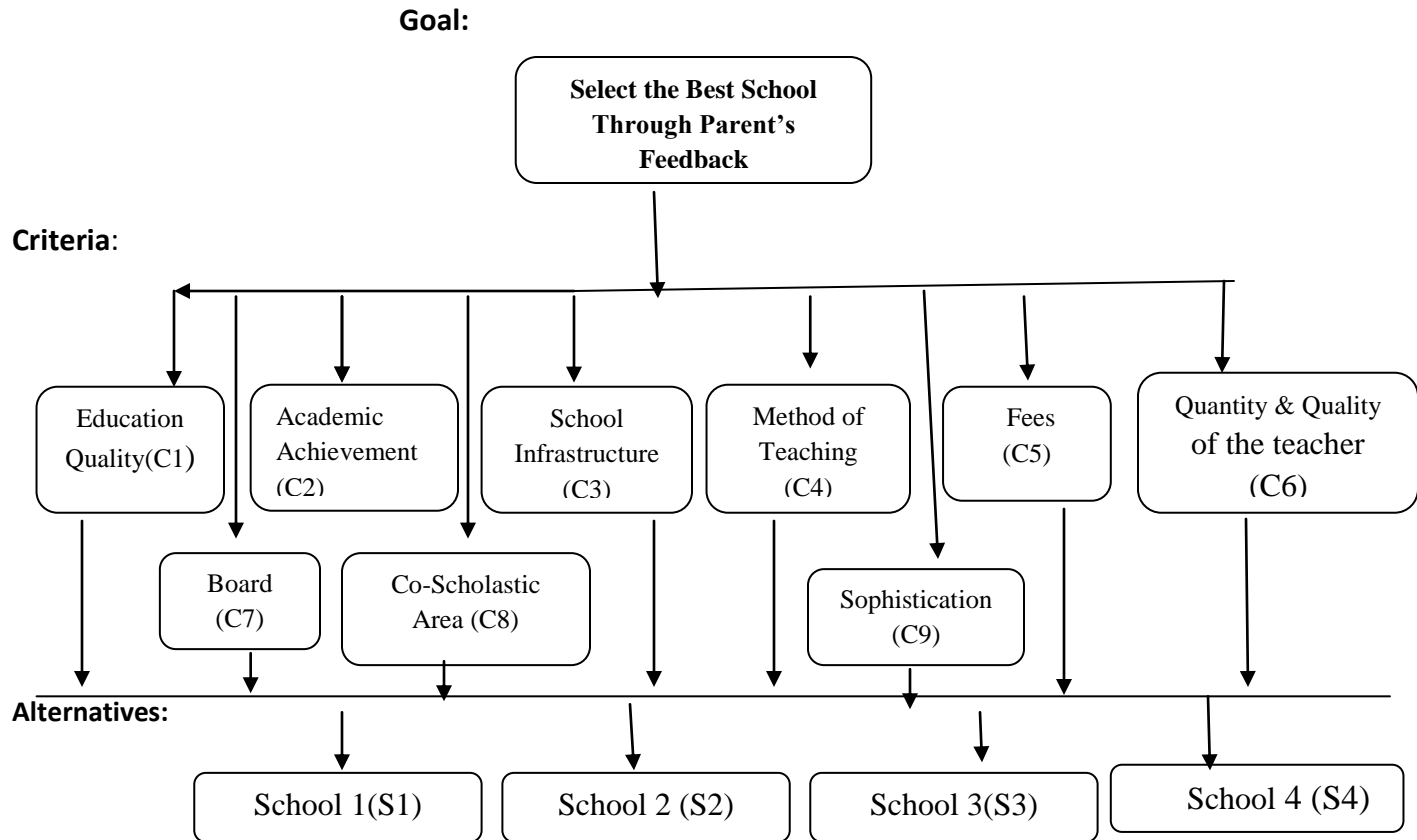 Goal:
Select the Best School
Through Parent’s
Feedback
Criteria:
Education
Quality(C1)
Academic
Achievement
(C2)
School
Infrastructure
(C3)
Method of
Teaching
(C4)
Fees
(C5)
Quantity & Quality
of the teacher
(C6)
Board
(C7)
Co-Scholastic
Area (C8)
Sophistication
(C9)
Alternatives:
School 1(S1)
School 2 (S2)
School 3(S3)
School 4 (S4)